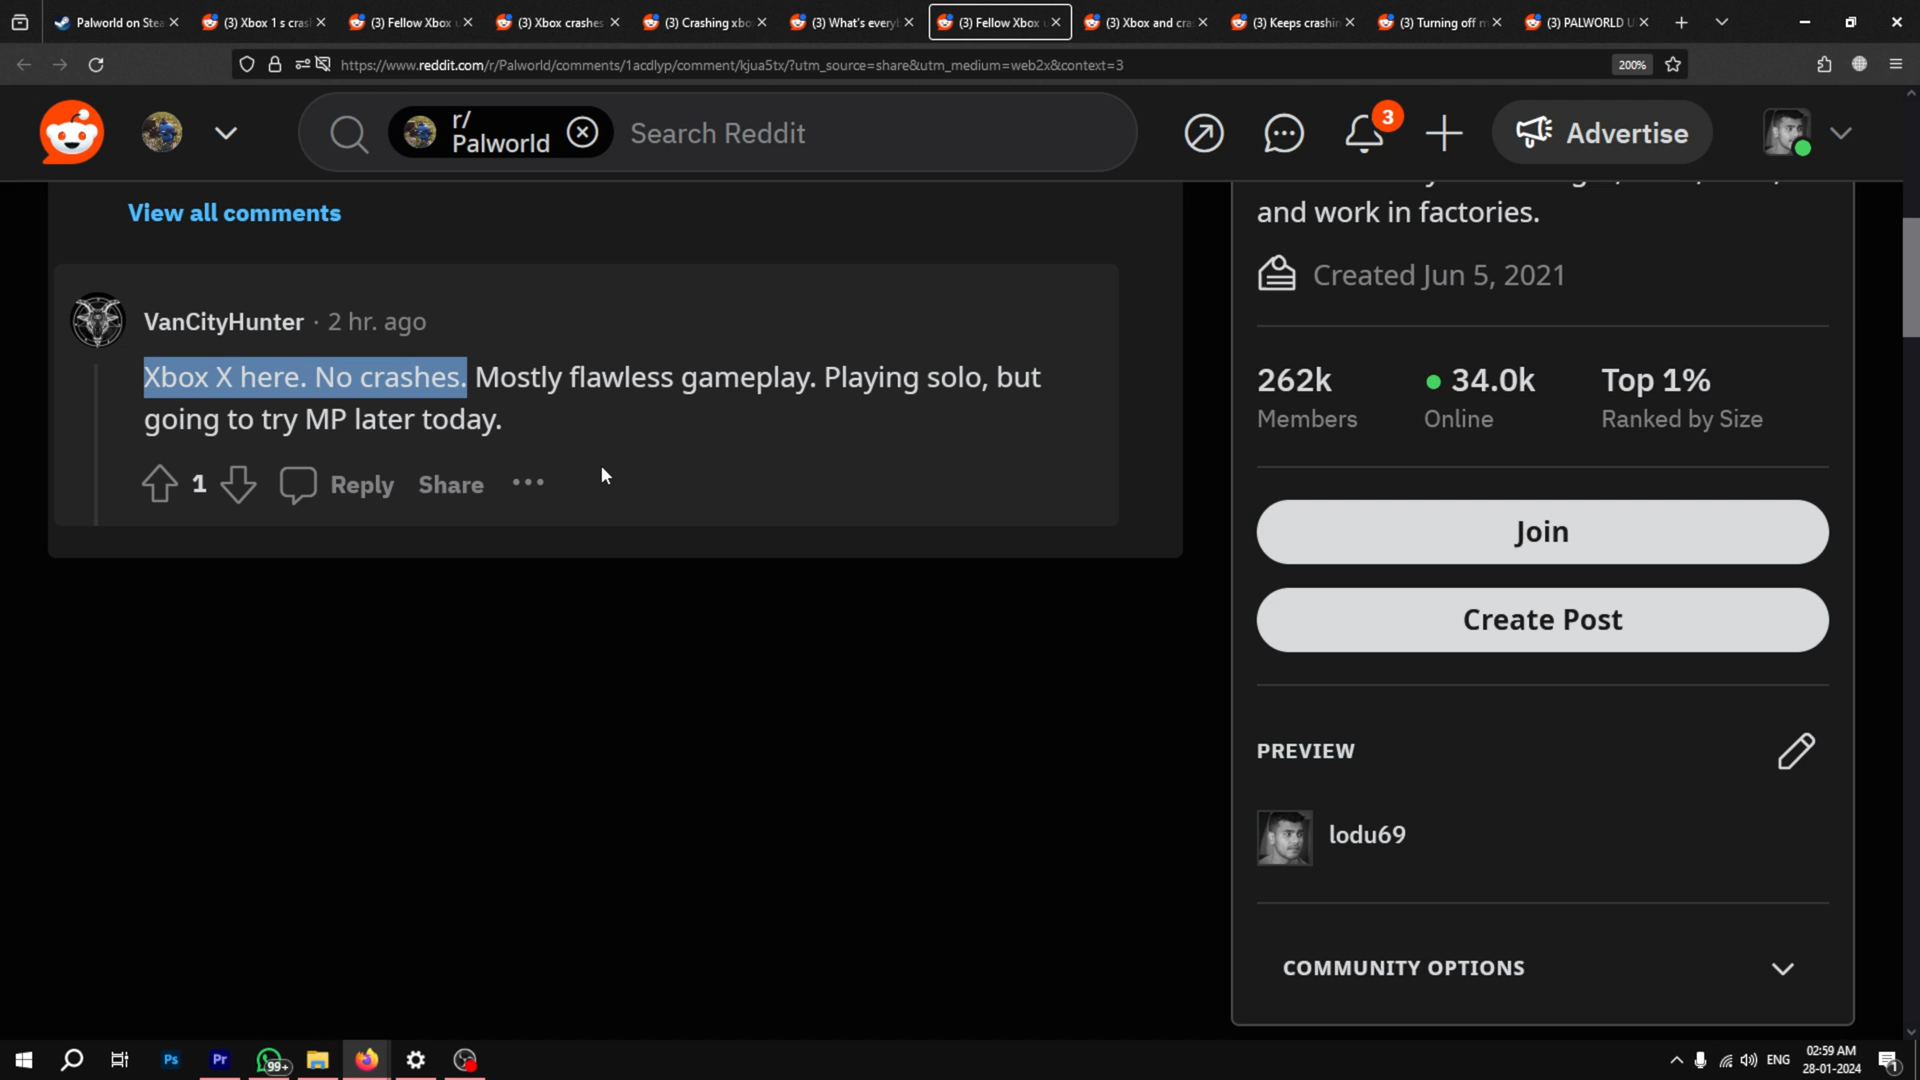 Palworld on Stea
(3) Xbox 1 s cras
(3) Fellow Xbox u
(3) Xbox crashes
(3) Crashing xbo
(3) What's every
(3) Fellow Xbox u
(3) Xbox and cra
(3) Keeps crashin
(3) Turning off m
(3) PALWORLD U
https://www.reddit.com/r/Palworld/comments/1acdlyp/comment/kjua5tx/?utm_source=share&utm_medium=web2x&context=3
200%
r/
Palworld
Search Reddit
3
Advertise
View all comments
and work in factories.
Created Jun 5, 2021
VanCityHunter · 2 hr. ago
Xbox X here. No crashes. Mostly flawless gameplay. Playing solo, but
going to try MP later today.
1 Reply Share
262k
Members
34.0k
Online
Top 1%
Ranked by Size
Join
Create Post
PREVIEW
lodu69
COMMUNITY OPTIONS
Ps
Pr
99+
ENG
02:59 AM
28-01-2024
1